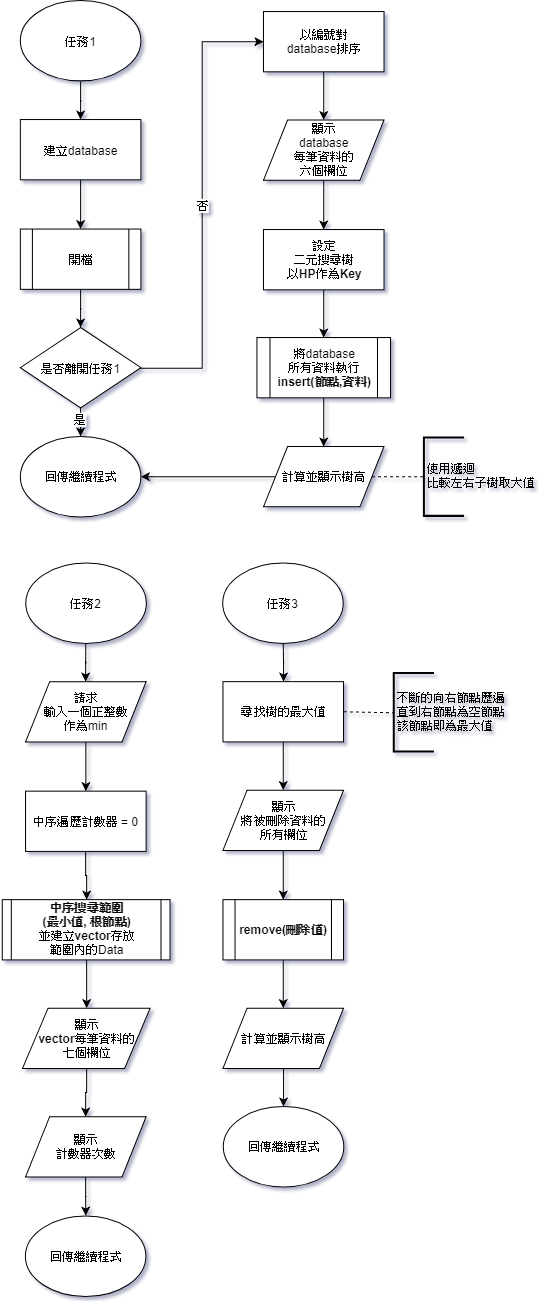 任務1
建立database
開檔
是否離開任務1
是
回傳繼續程式
否
以編號對
database排序
顯示
database
每筆資料的
六個欄位
設定
二元搜尋樹
以HP作為Key
將database
所有資料執行
insert(節點,資料)
計算並顯示樹高
使用遞迴
比較左右子樹取大值
任務2
請求
輸入一個正整數
作為min
中序遍歷計數器 = 0
中序搜尋範圍
(最小值, 根節點)
並建立vector存放
範圍內的Data
顯示
vector每筆資料的
七個欄位
顯示
計數器次數
回傳繼續程式
任務3
尋找樹的最大值
不斷的向右節點歷遍
直到右節點為空節點
該節點即為最大值
顯示
將被刪除資料的
所有欄位
remove(刪除值)
計算並顯示樹高
回傳繼續程式